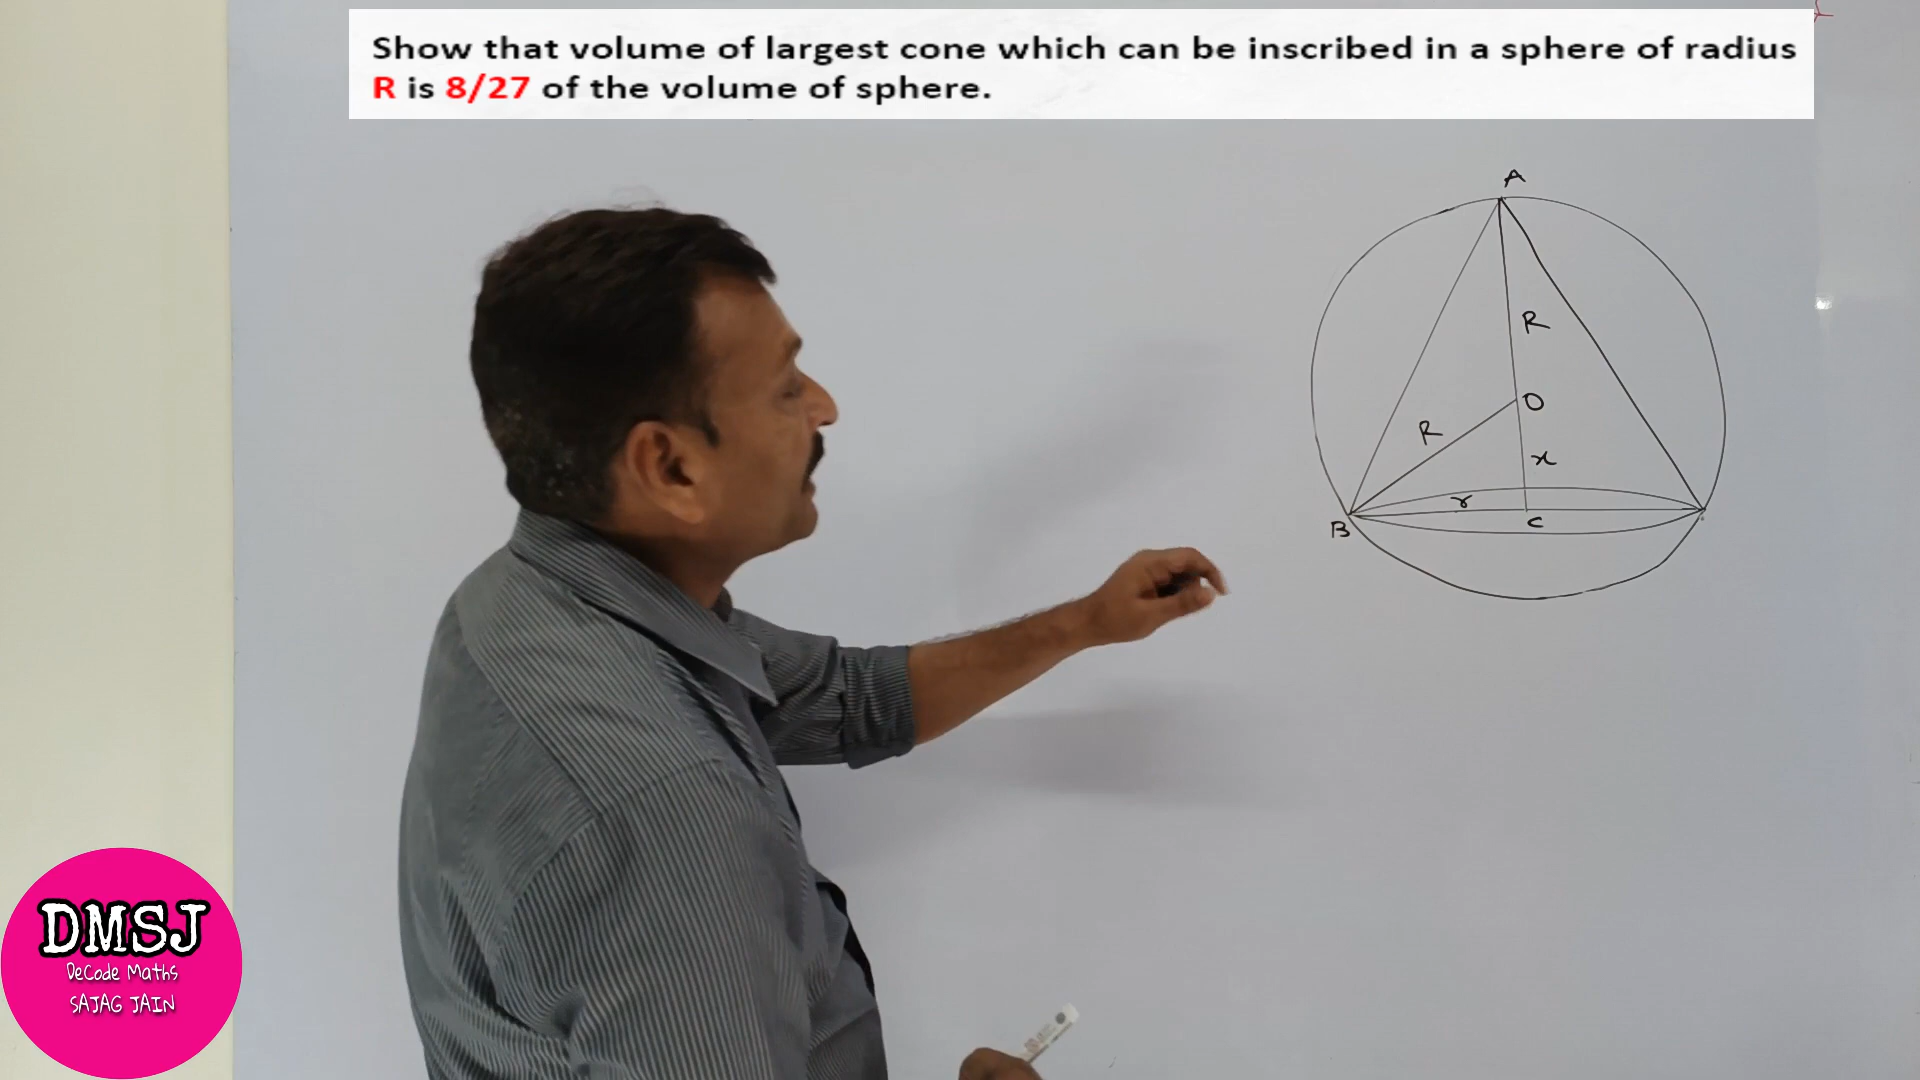 Show that volume of largest cone which can be inscribed in a sphere of radius
R is 8/27 of the volume of sphere.
A
R
O
R
x
r
B
C
DMSJ
DeCode Maths
SAJAG JAIN